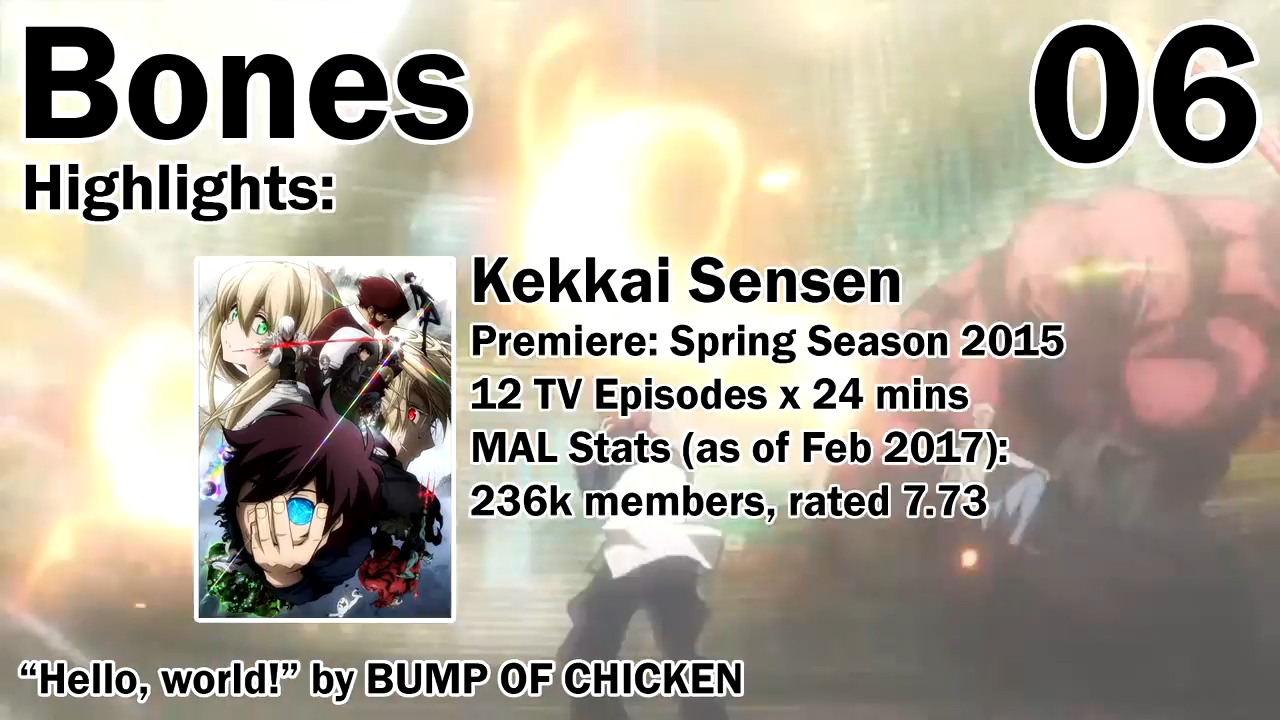 Bones
06
Highlights:
Kekkai Sensen
Premiere: Spring Season 2015
12 TV Episodes x 24 mins
MAL Stats (as of Feb 2017):
236k members, rated 7.73
“Hello, world!” by BUMP OF CHICKEN